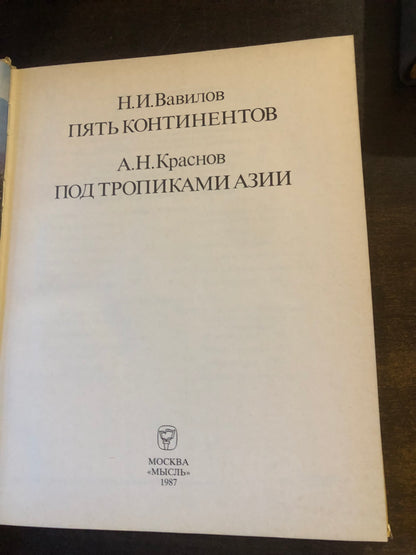 Н.И.Вавилов
ПЯТЬ КОНТИНЕНТОВ
А.Н.Краснов
ПОД ТРОПИКАМИ АЗИИ
МОСКВА
«МЫСЛЬ»
1987